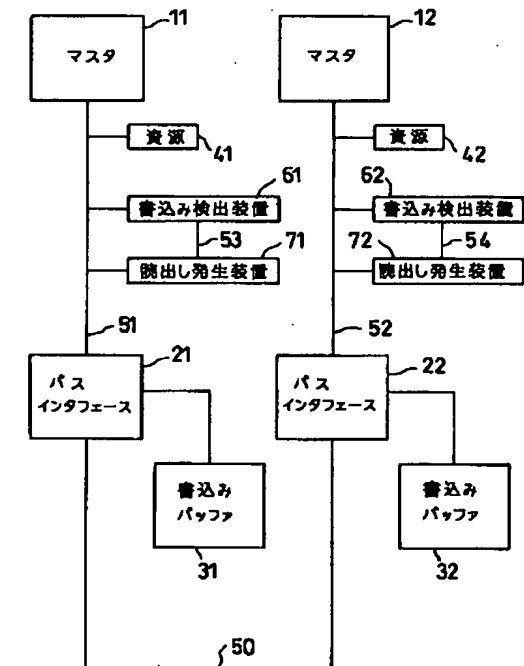 11
12
マスタ
マスタ
資源
41
資源
42
61
62
書込み検出装置
書込み検出装置
53
72
54
読出し発生装置
71
読出し発生装置
51
52
21
22
バス
インタフェース
バス
インタフェース
書込み
バッファ
書込み
バッファ
31
32
50